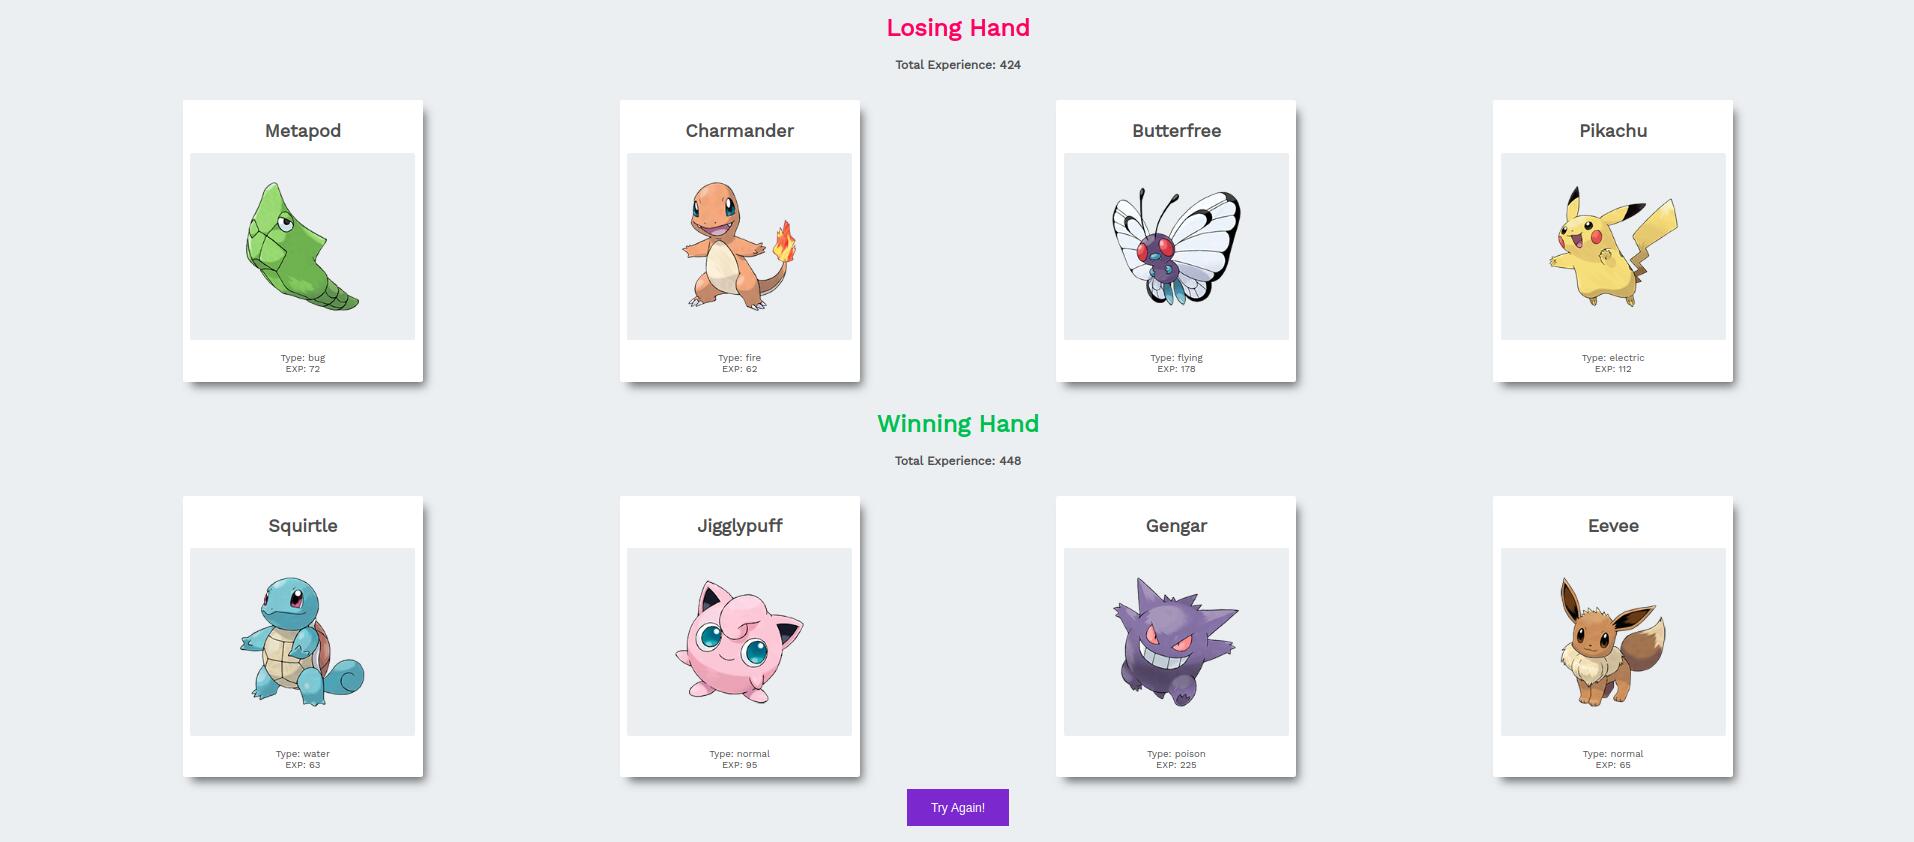 Losing Hand
Total Experience: 424
Metapod
Charmander
Butterfree
Pikachu
Type: bug
EXP: 72
Type: fire
EXP: 62
Type: flying
EXP: 178
Type: electric
EXP: 112
Winning Hand
Total Experience: 448
Squirtle
Jigglypuff
Gengar
Eevee
Type: water
EXP: 63
Type: normal
EXP: 95
Type: poison
EXP: 225
Type: normal
EXP: 65
Try Again!